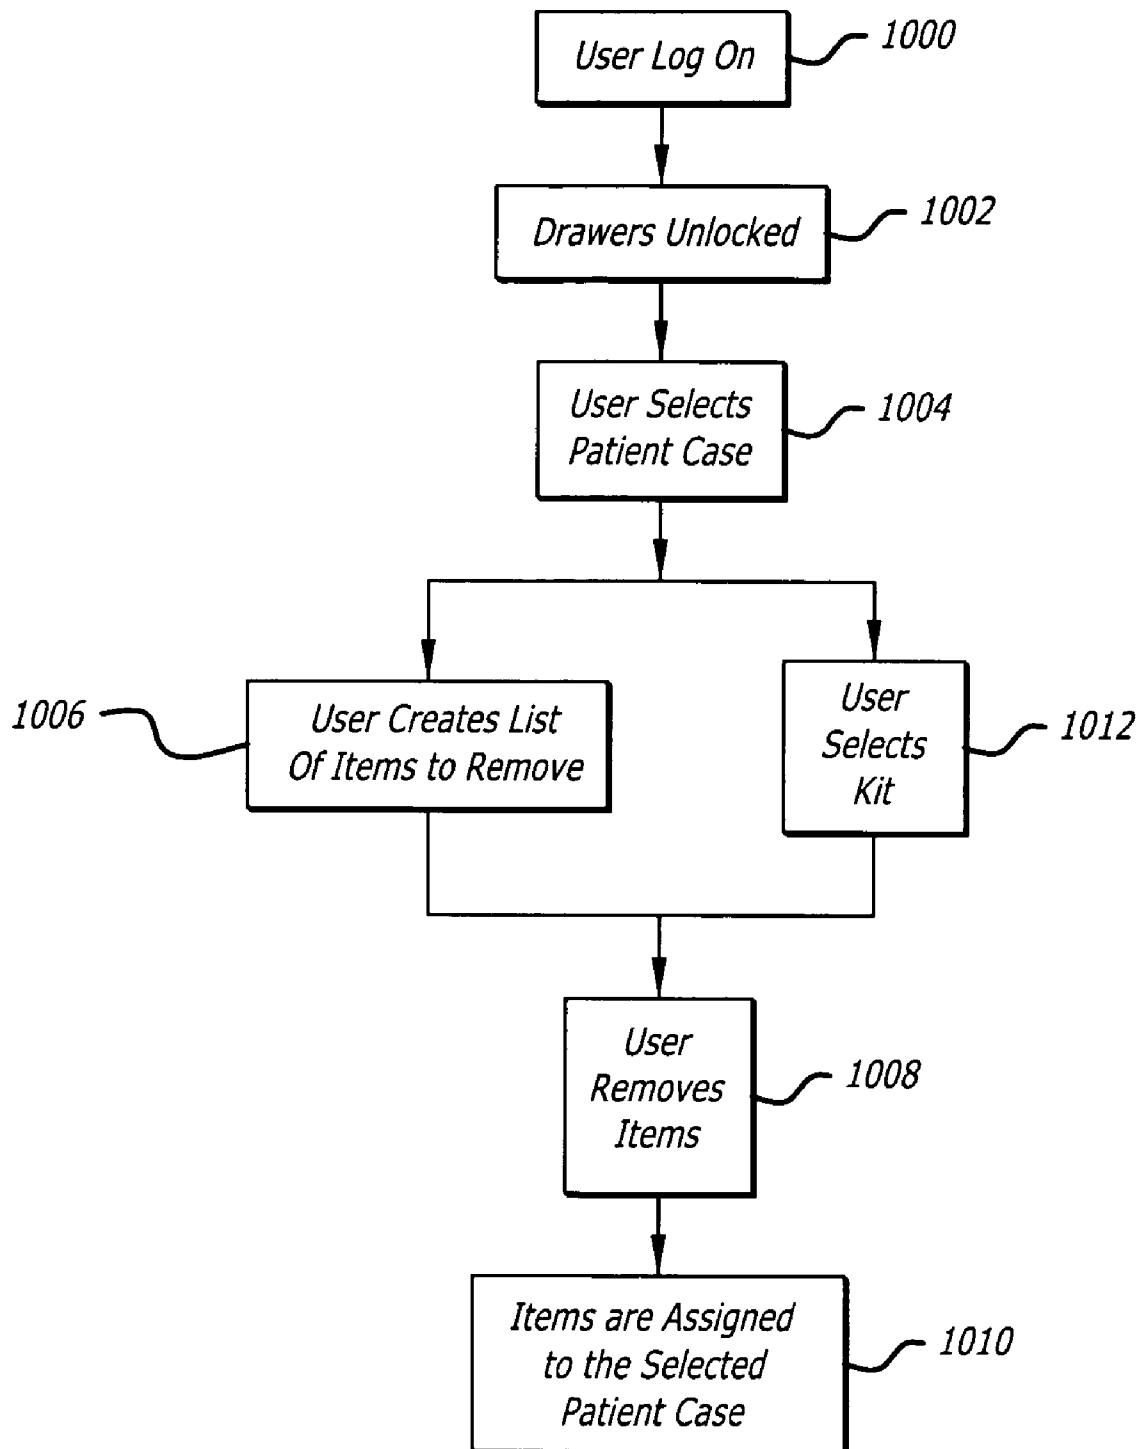 User Log On
1000
Drawers Unlocked
1002
User Selects
Patient Case
1004
1006
User Creates List
Of Items to Remove
User
Selects
Kit
1012
User
Removes
Items
1008
Items are Assigned
to the Selected
Patient Case
1010